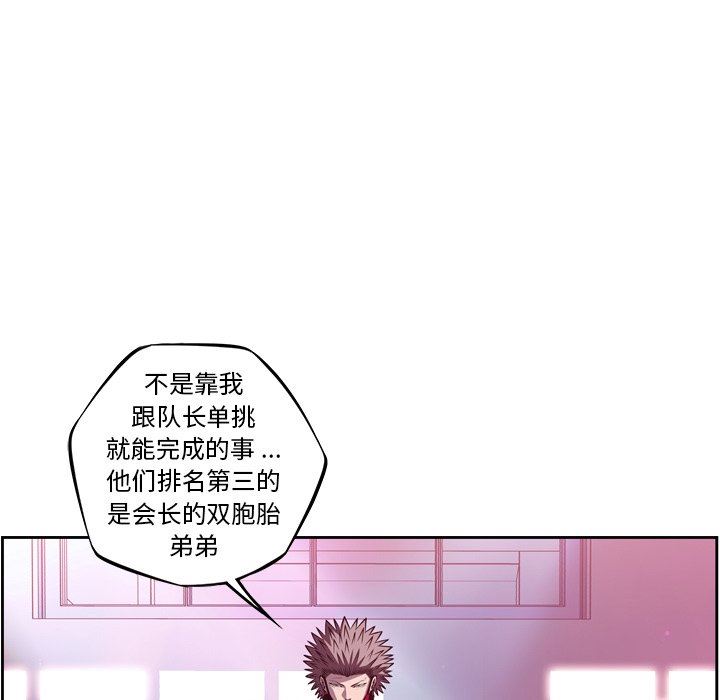 不是靠我
跟队长单挑
就能完成的事...
他们排名第三的
是会长的双胞胎
弟弟